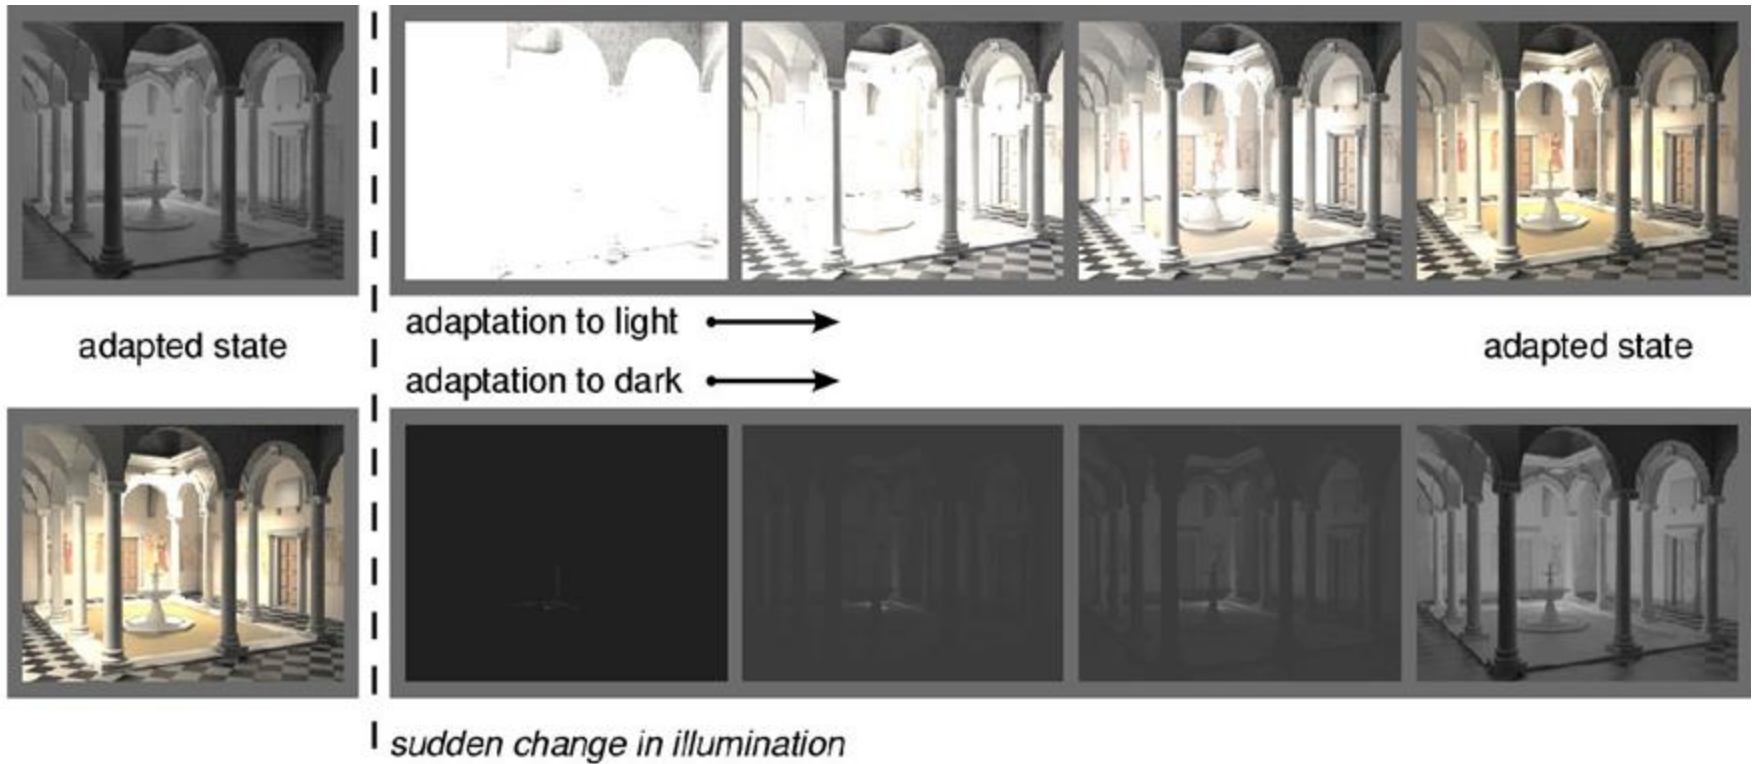 adaptation to light
adapted state
adapted state
adaptation to dark
sudden change in illumination